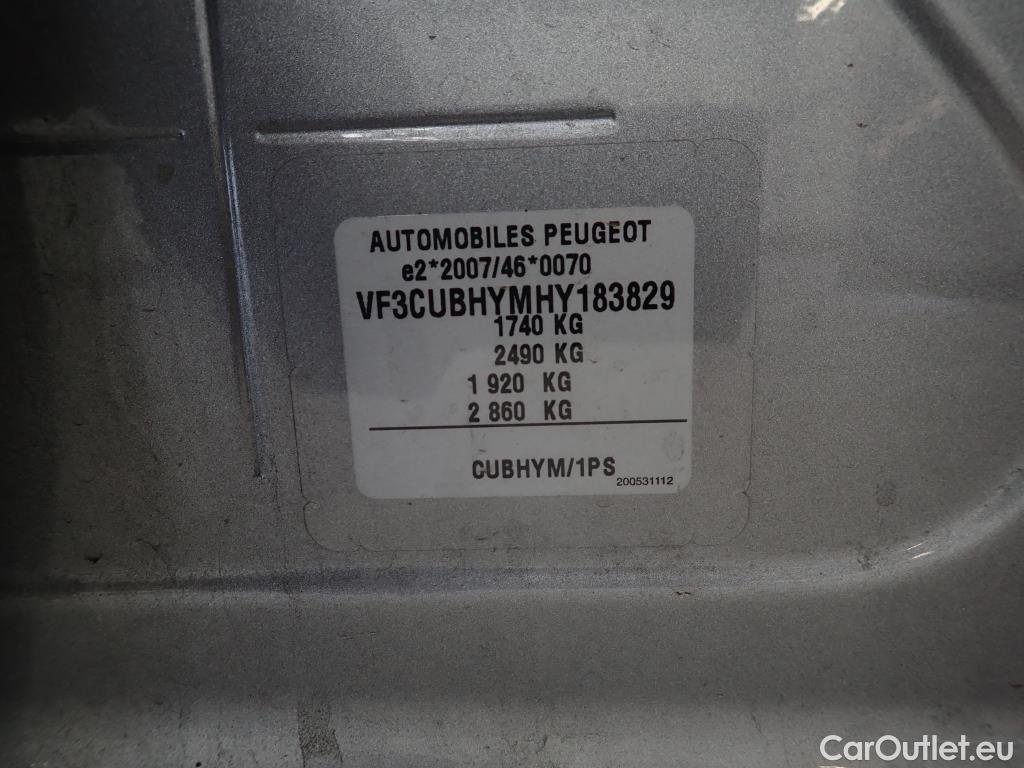 AUTOMOBILES PEUGEOT
e2*2007/46*0070
VF3CUBHYMHY183829
1740 KG
2490 KG
1 920 KG
2 860 KG
CUBHYM/1PS
200531112
CarOutlet.eu